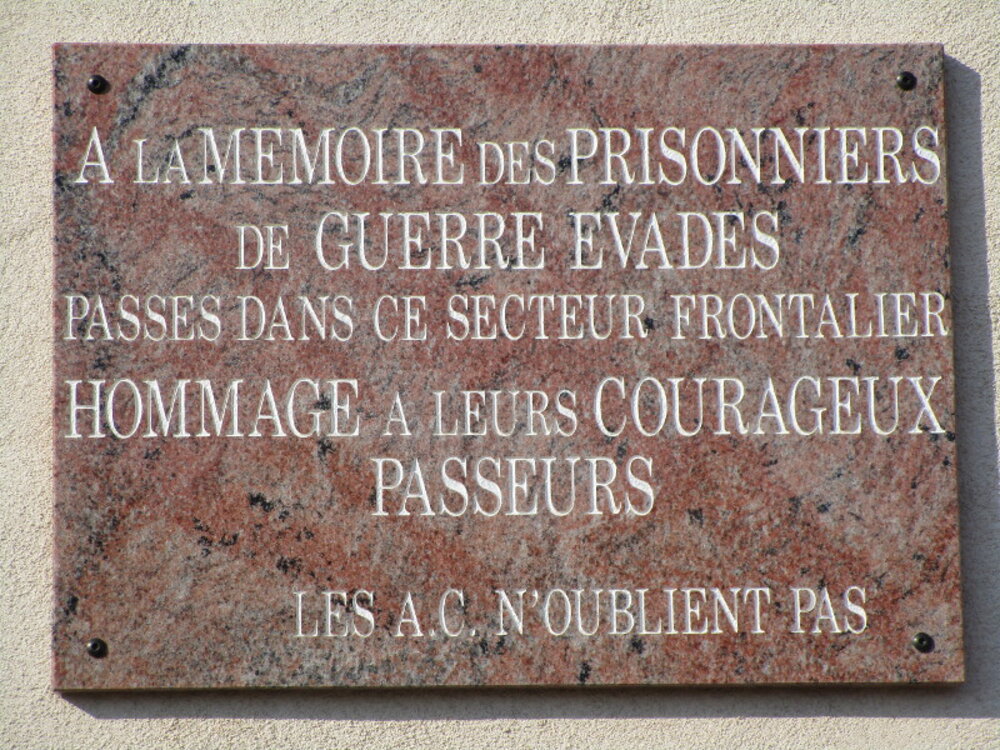 A LA MEMOIRE DES PRISONNIERS
DE GUERRE EVADES
PASSES DANS CE SECTEUR FRONTALIER
HOMMAGE A LEURS COURAGEUX
PASSEURS
LES A.C. N'OUBLIENT PAS